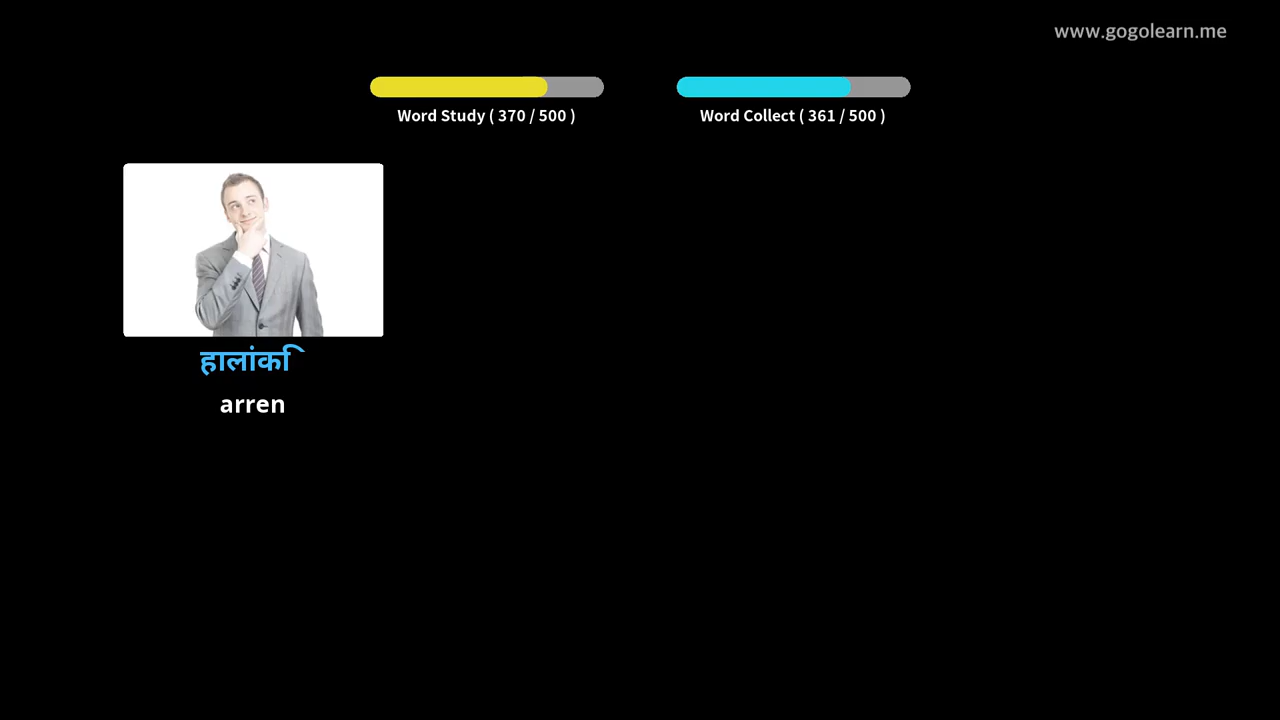 www.gogolearn.me
Word Study ( 370 / 500 )
Word Collect ( 361 / 500 )
हालांकि
arren